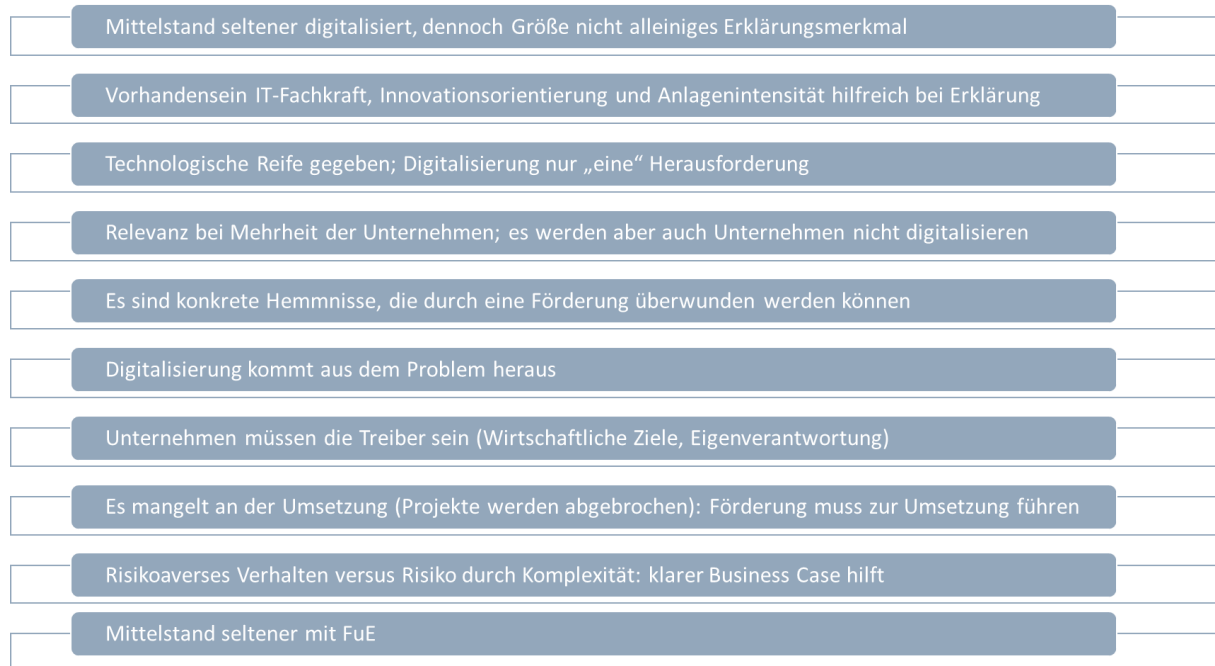 Mittelstand seltener digitalisiert, dennoch Größe nicht alleiniges Erklärungsmerkmal
Vorhandensein IT-Fachkraft, Innovationsorientierung und Anlagenintensität hilfreich bei Erklärung
Technologische Reife gegeben; Digitalisierung nur „eine“ Herausforderung
Relevanz bei Mehrheit der Unternehmen; es werden aber auch Unternehmen nicht digitalisieren
Es sind konkrete Hemmnisse, die durch eine Förderung überwunden werden können
Digitalisierung kommt aus dem Problem heraus
Unternehmen müssen die Treiber sein (Wirtschaftliche Ziele, Eigenverantwortung)
Es mangelt an der Umsetzung (Projekte werden abgebrochen): Förderung muss zur Umsetzung führen
Risikoaverses Verhalten versus Risiko durch Komplexität: klarer Business Case hilft
Mittelstand seltener mit FuE